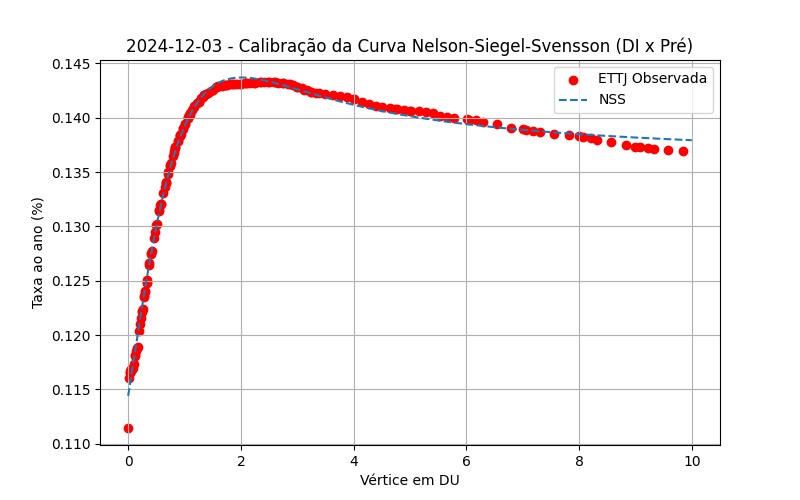 2024-12-03 - Calibração da Curva Nelson-Siegel-Svensson (DI x Pré)
ETTJ Observada
NSS
Taxa ao ano (%)
0.145
0.140
0.135
0.130
0.125
0.120
0.115
0.110
0 2 4 6 8 10
Vértice em DU